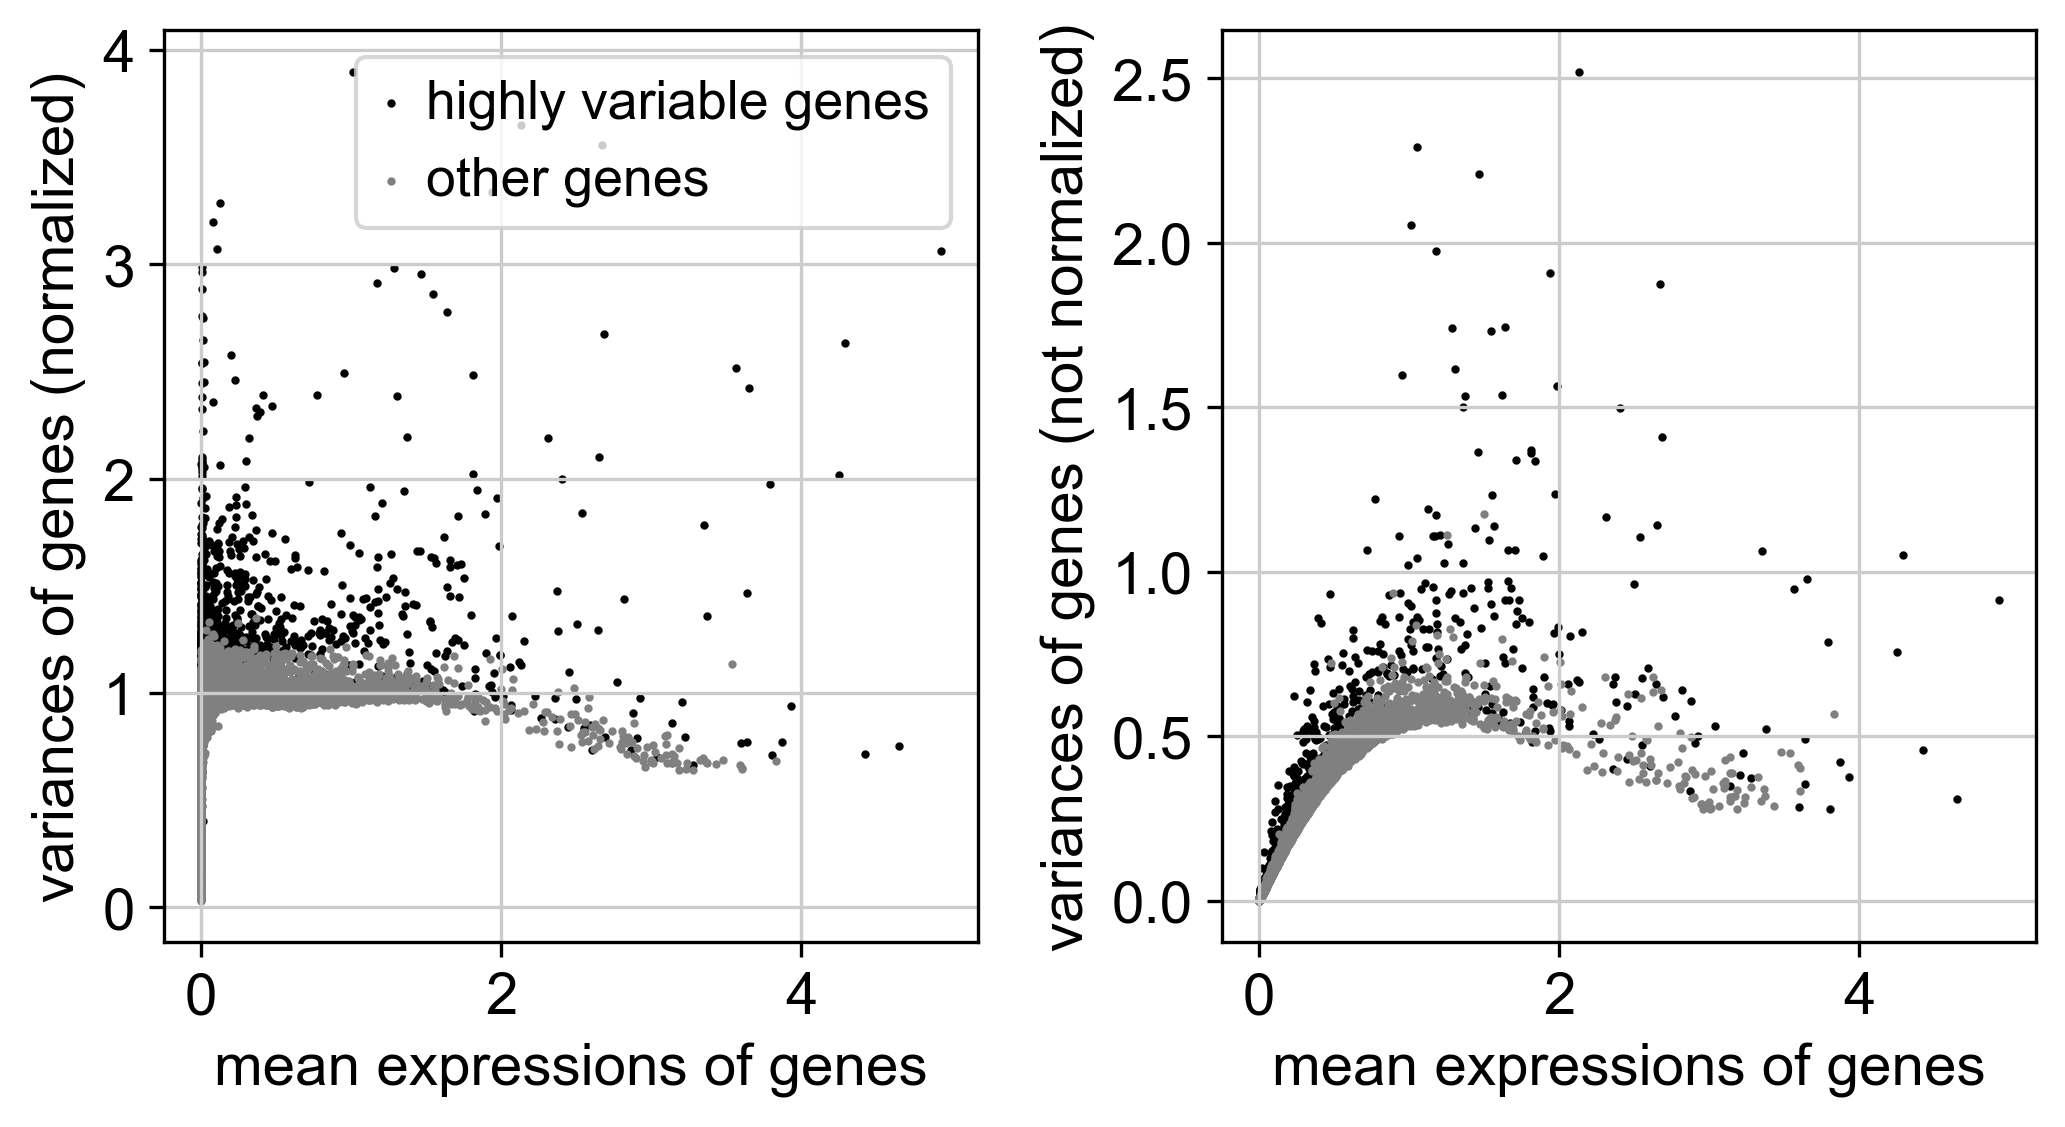 variances of genes (normalized)
4
3
2
1
0
0 2 4
mean expressions of genes
highly variable genes
other genes
variances of genes (not normalized)
2.5
2.0
1.5
1.0
0.5
0.0
0 2 4
mean expressions of genes